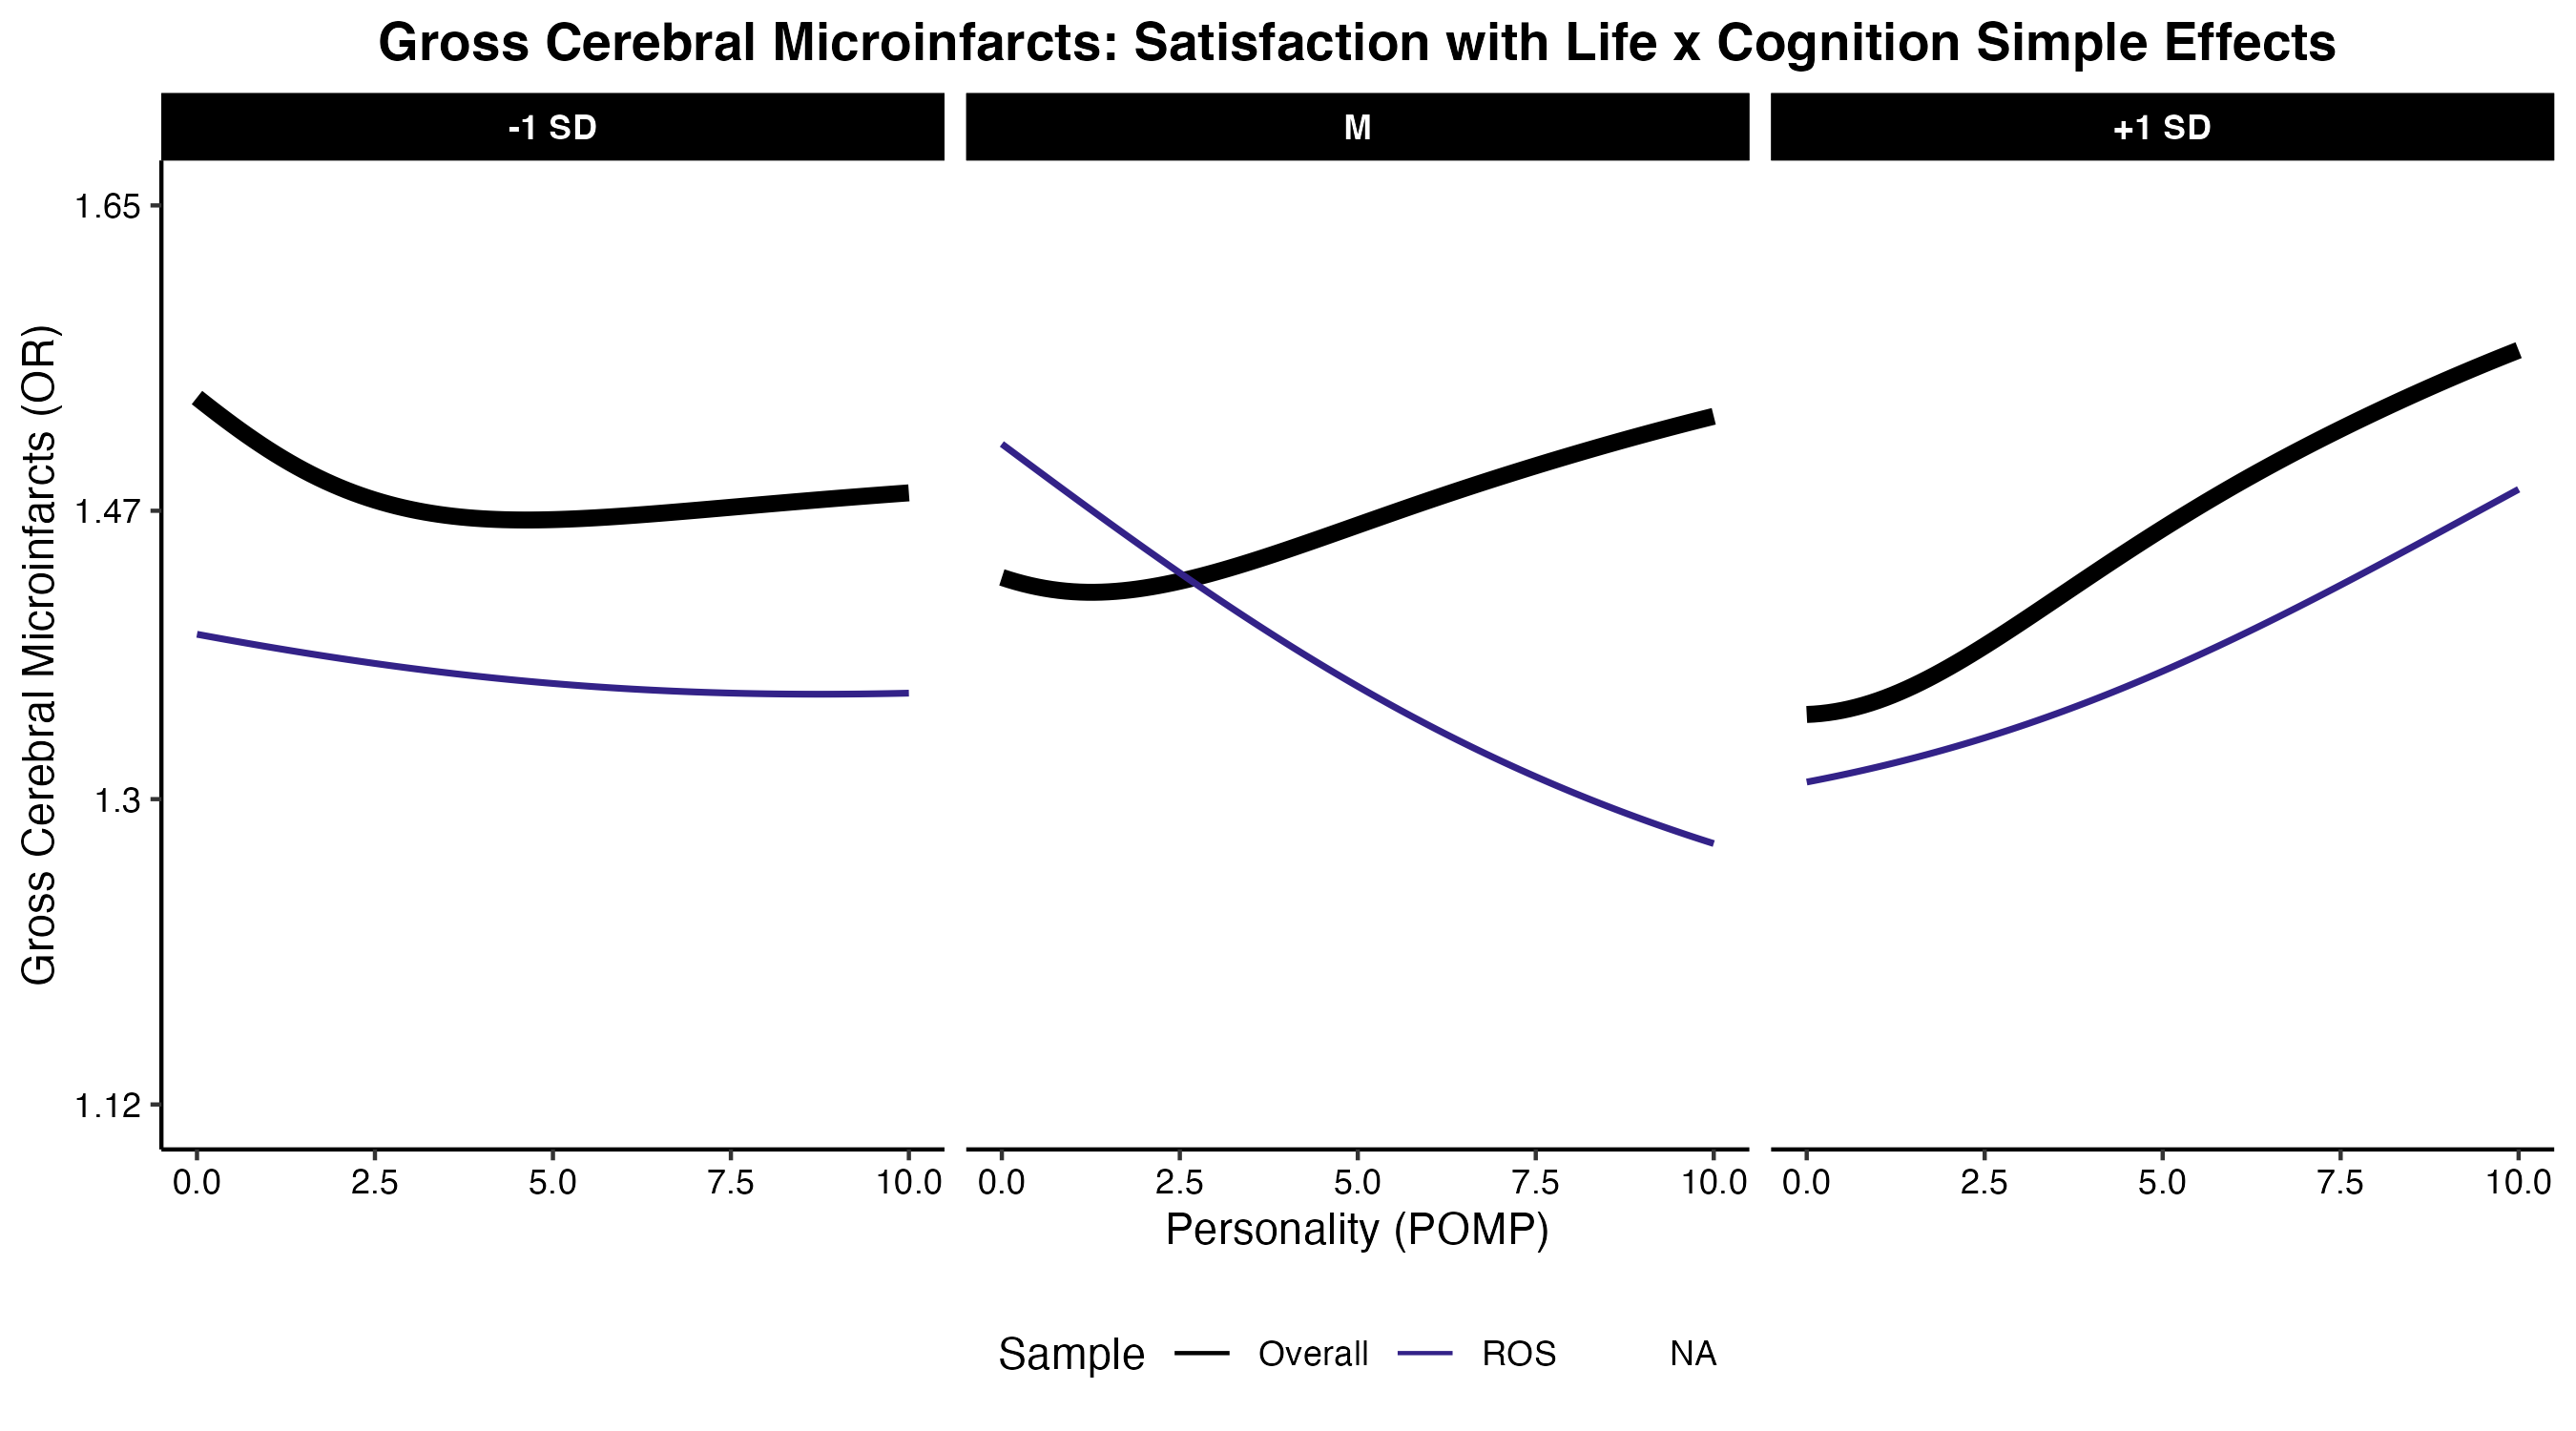 Gross Cerebral Microinfarcts: Satisfaction with Life x Cognition Simple Effects
-1 SD
M
+1 SD
Gross Cerebral Microinfarcts (OR)
1.65
1.47
1.3
1.12
0.0 2.5 5.0 7.5 10.0
0.0 2.5 5.0 7.5 10.0
0.0 2.5 5.0 7.5 10.0
Personality (POMP)
Sample Overall ROS NA